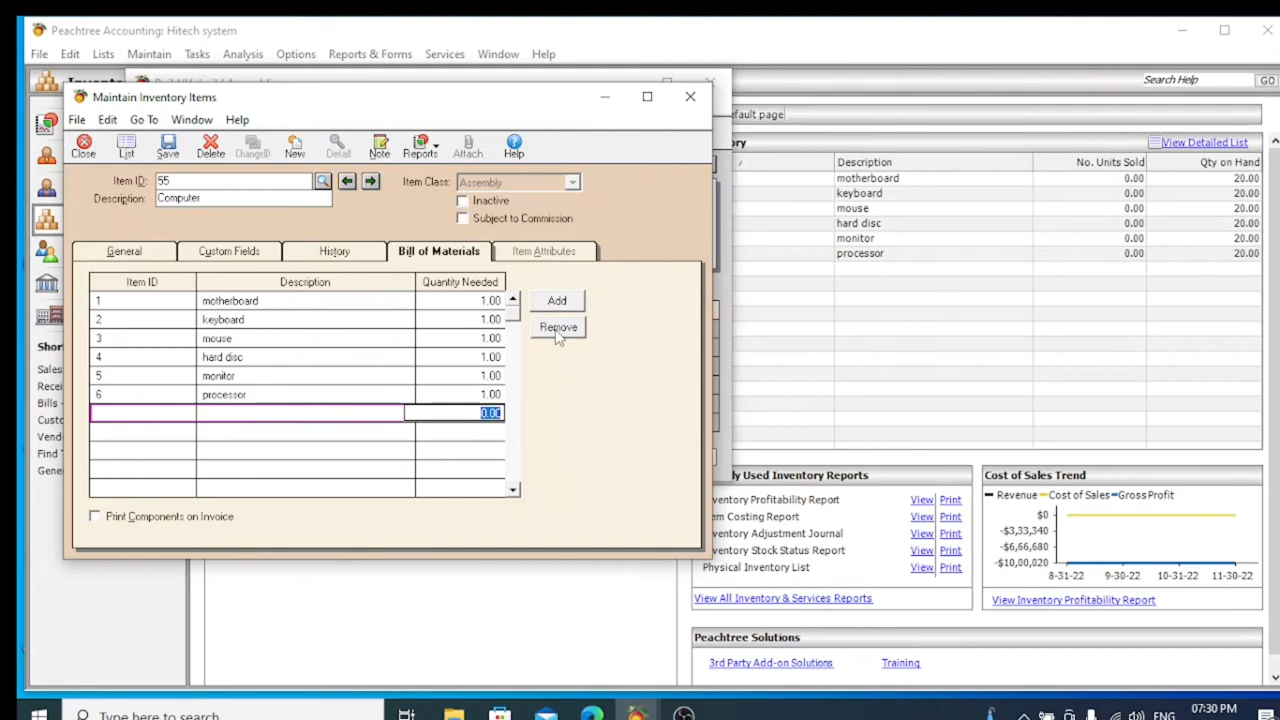 Peachtree Accounting: Hitech system
File Edit Lists Maintain Tasks Analysis Options Reports & Forms Services Window Help
Search Help GO
Maintain Inventory Items
File Edit Go To Window Help
Close List Save Delete ChangeID New Detail Note Reports Attach Help
Item ID: 55
Item Class: Assembly
Description: Computer
Inactive
Subject to Commission
General Custom Fields History Bill of Materials Item Attributes
Item ID Description Quantity Needed
1 motherboard 1.00
2 keyboard 1.00
3 mouse 1.00
4 hard disc 1.00
5 monitor 1.00
6 processor 1.00
0.00
Add
Remove
Print Components on Invoice
efault page
ory
View Detailed List
Description No. Units Sold Qty on Hand
motherboard 0.00 20.00
keyboard 0.00 20.00
mouse 0.00 20.00
hard disc 0.00 20.00
monitor 0.00 20.00
processor 0.00 20.00
Shor
Sales
Recei
Bills -
Custo
Vend
Find T
Gene
ly Used Inventory Reports
nventory Profitability Report View Print
em Costing Report View Print
nventory Adjustment Journal View Print
nventory Stock Status Report View Print
Physical Inventory List View Print
View All Inventory & Services Reports
Cost of Sales Trend
Revenue Cost of Sales Gross Profit
$0
-$3,33,340
-$6,66,680
-$10,00,020
8-31-22 9-30-22 10-31-22 11-30-22
View Inventory Profitability Report
Peachtree Solutions
3rd Party Add-on Solutions Training
Type here to search
ENG
07:30 PM